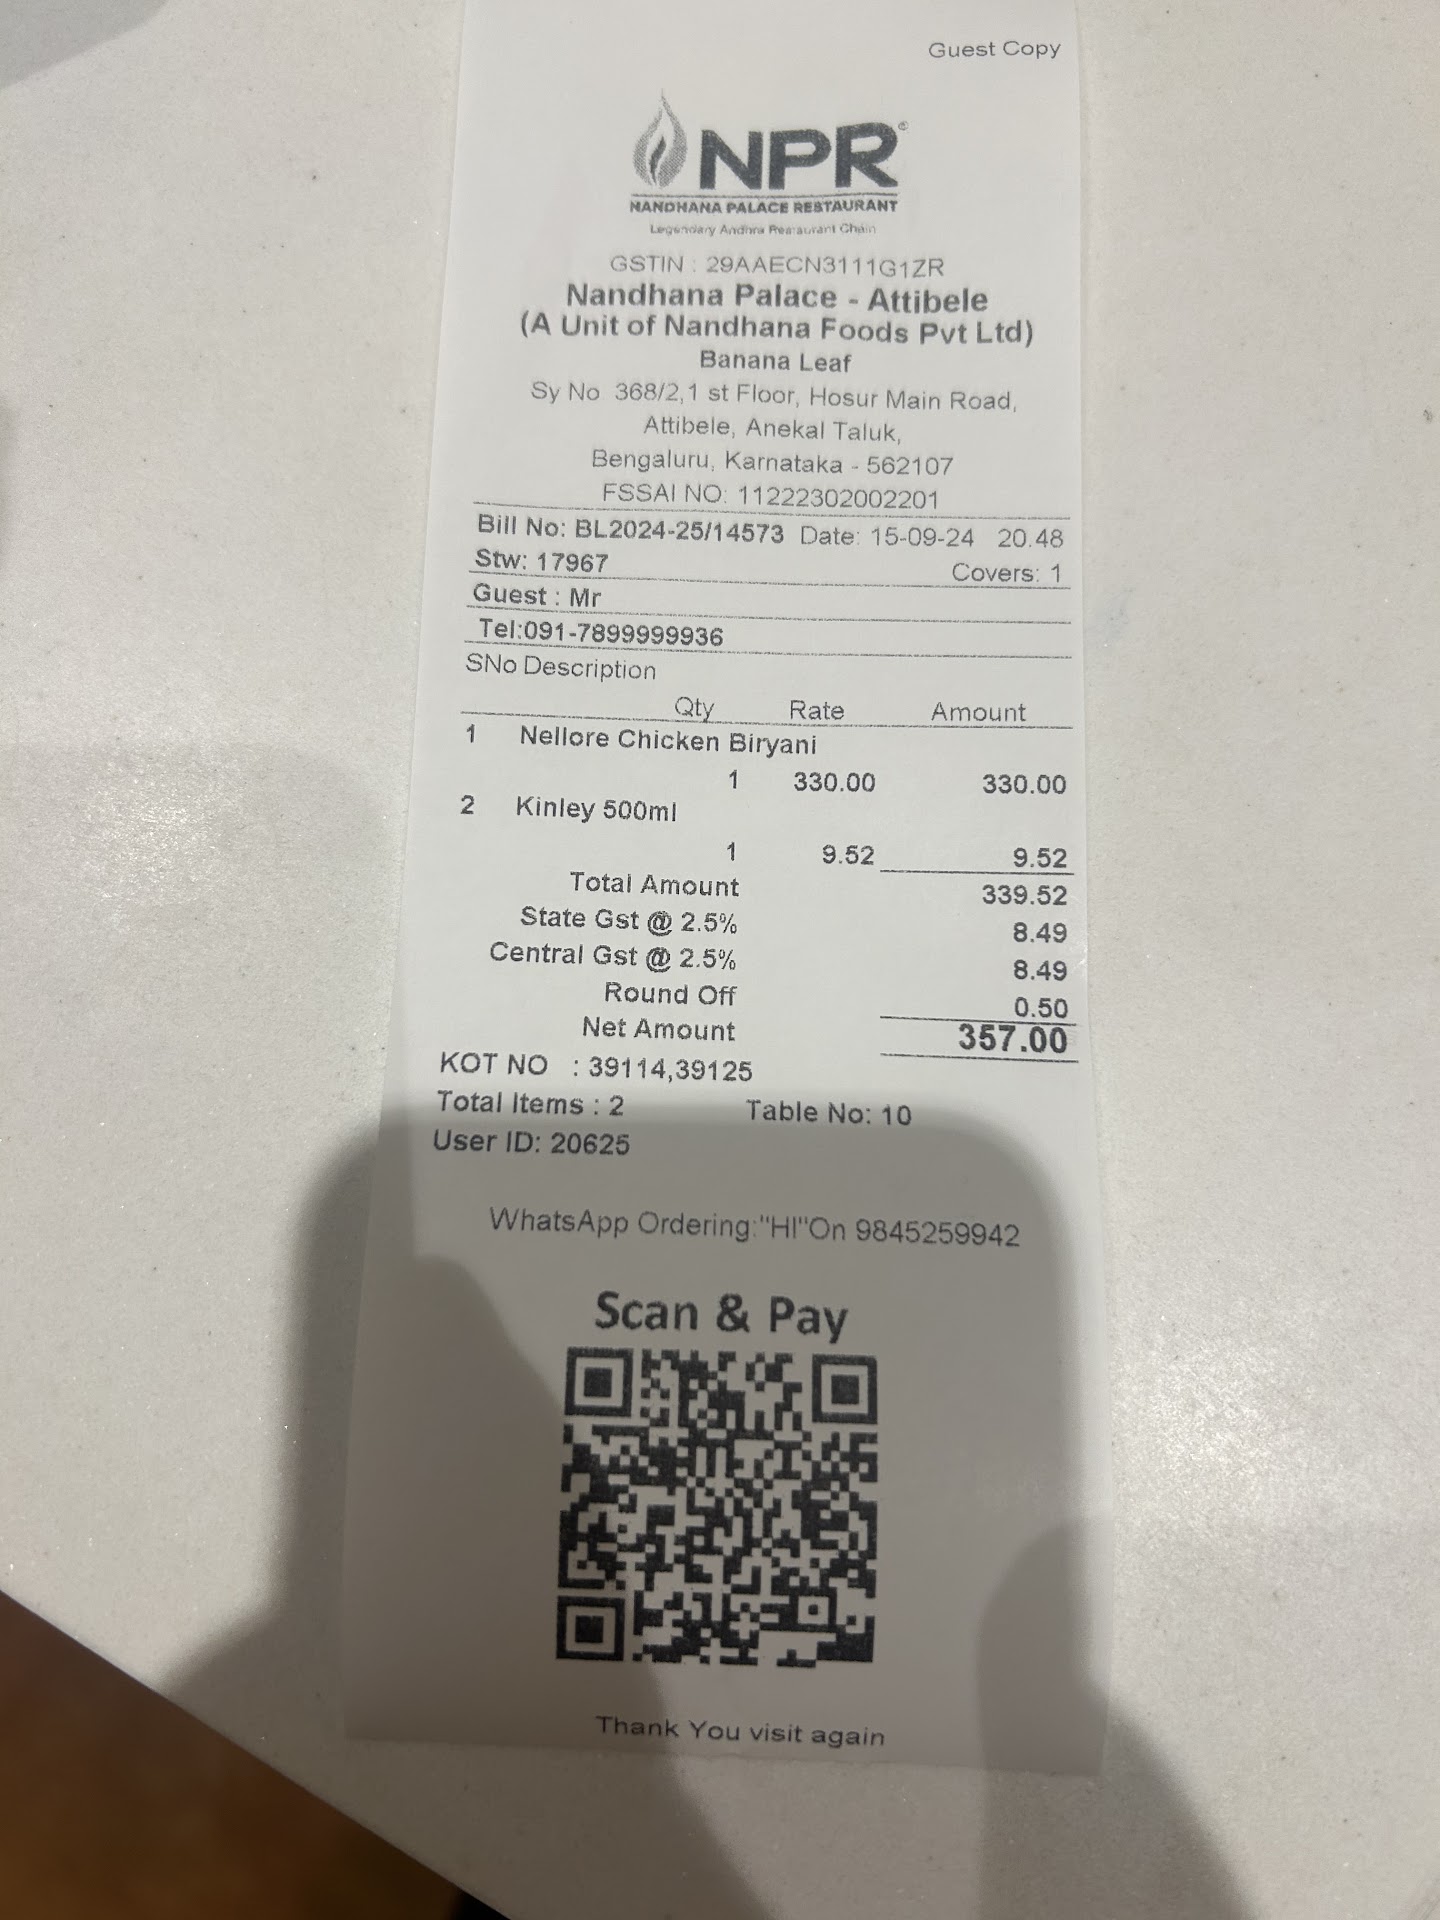 Guest Copy
NPR®
NANDHANA PALACE RESTAURANT
Legendary Andhra Restaurant Chain
GSTIN : 29AAECN3111G1ZR
Nandhana Palace - Attibele
(A Unit of Nandhana Foods Pvt Ltd)
Banana Leaf
Sy No 368/2,1 st Floor, Hosur Main Road,
Attibele, Anekal Taluk,
Bengaluru, Karnataka - 562107
FSSAI NO: 11222302002201
Bill No: BL2024-25/14573 Date: 15-09-24 20.48
Stw: 17967 Covers: 1
Guest : Mr
Tel:091-7899999936
SNo Description
Qty Rate Amount
1 Nellore Chicken Biryani
1 330.00 330.00
2 Kinley 500ml
1 9.52 9.52
Total Amount 339.52
State Gst @ 2.5% 8.49
Central Gst @ 2.5% 8.49
Round Off 0.50
Net Amount 357.00
KOT NO : 39114,39125
Total Items : 2 Table No: 10
User ID: 20625
WhatsApp Ordering:"HI"On 9845259942
Scan & Pay
Thank You visit again